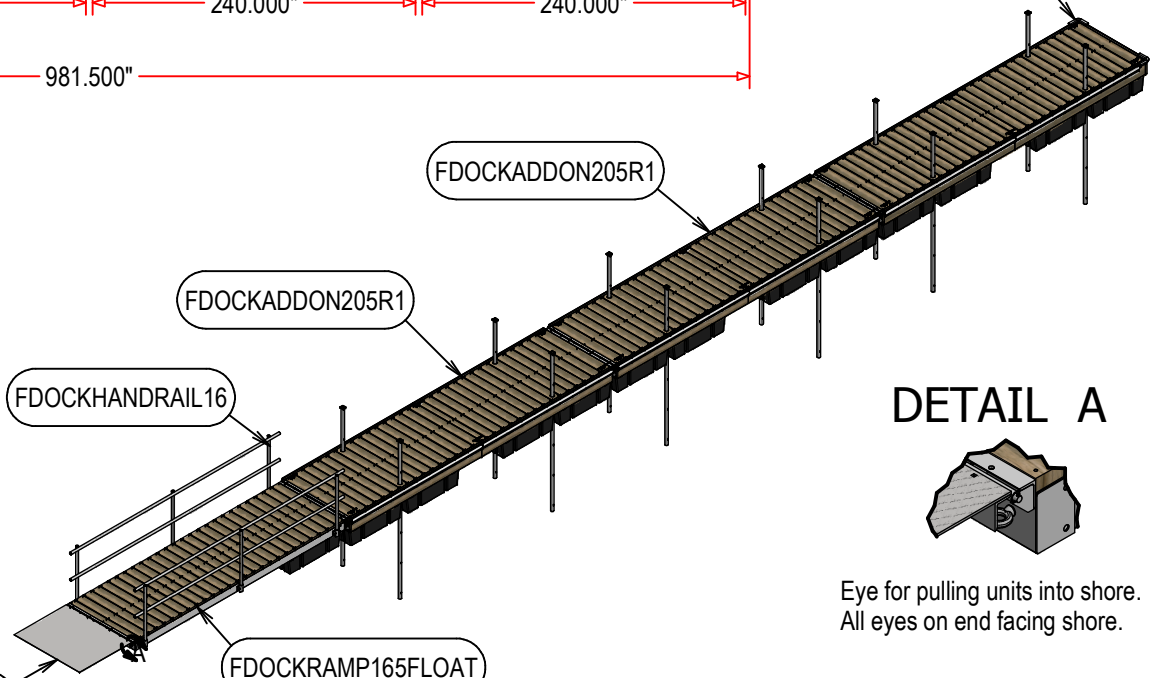 240.000"
240.000"
981.500"
FDOCKADDON205R1
FDOCKADDON205R1
FDOCKHANDRAIL16
DETAIL A
Eye for pulling units into shore.
All eyes on end facing shore.
FDOCKRAMP165FLOAT